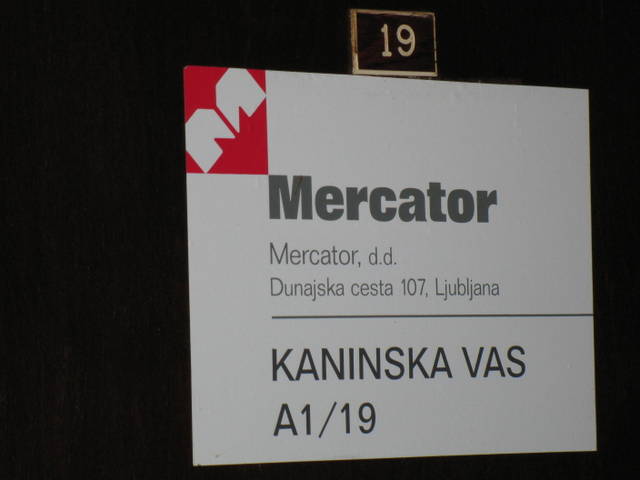 19
Mercator
Mercator, d.d.
Dunajska cesta 107, Ljubljana
KANINSKA VAS
A1/19